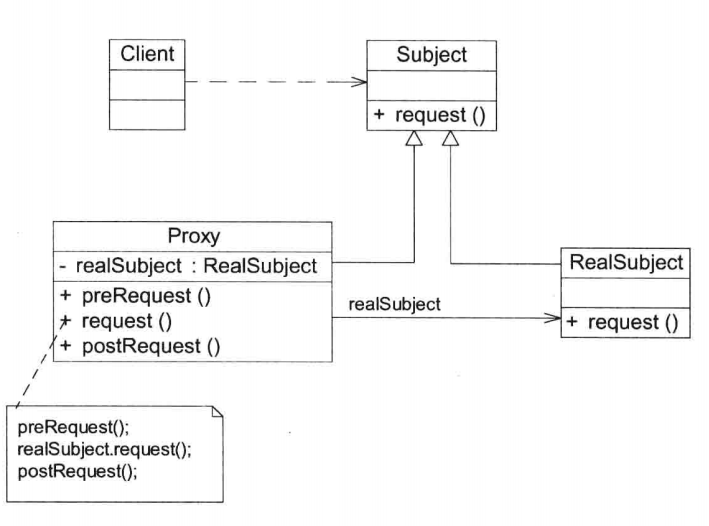 Client
Subject
+ request ()
Proxy
- realSubject : RealSubject
+ preRequest ()
+ request ()
+ postRequest ()
realSubject
RealSubject
+ request ()
preRequest();
realSubject.request();
postRequest();